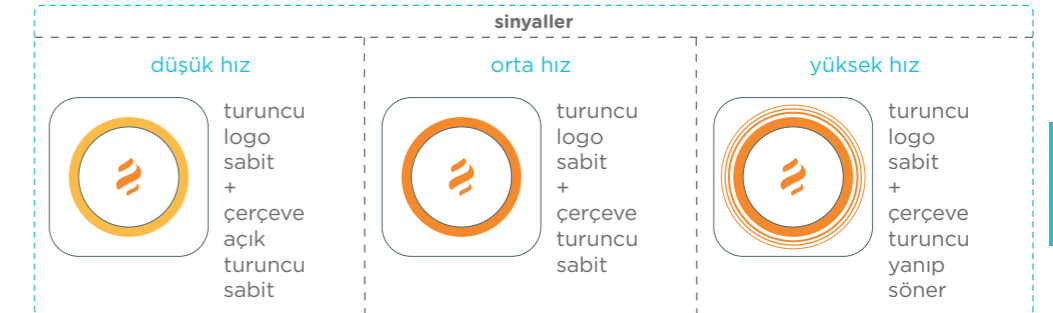 sinyaller
düşük hız
turuncu
logo
sabit
+
çerçeve
açık
turuncu
sabit
orta hız
turuncu
logo
sabit
+
çerçeve
turuncu
sabit
yüksek hız
turuncu
logo
sabit
+
çerçeve
turuncu
yanıp
söner